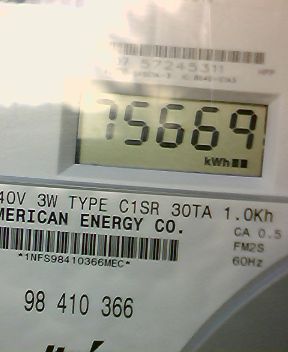 57245311
75669
kWh
40V 3W TYPE C1SR 30TA 1.0Kh
MERICAN ENERGY CO.
CA 0.5
FM2S
60Hz
*1NFS98410366MEC*
98 410 366